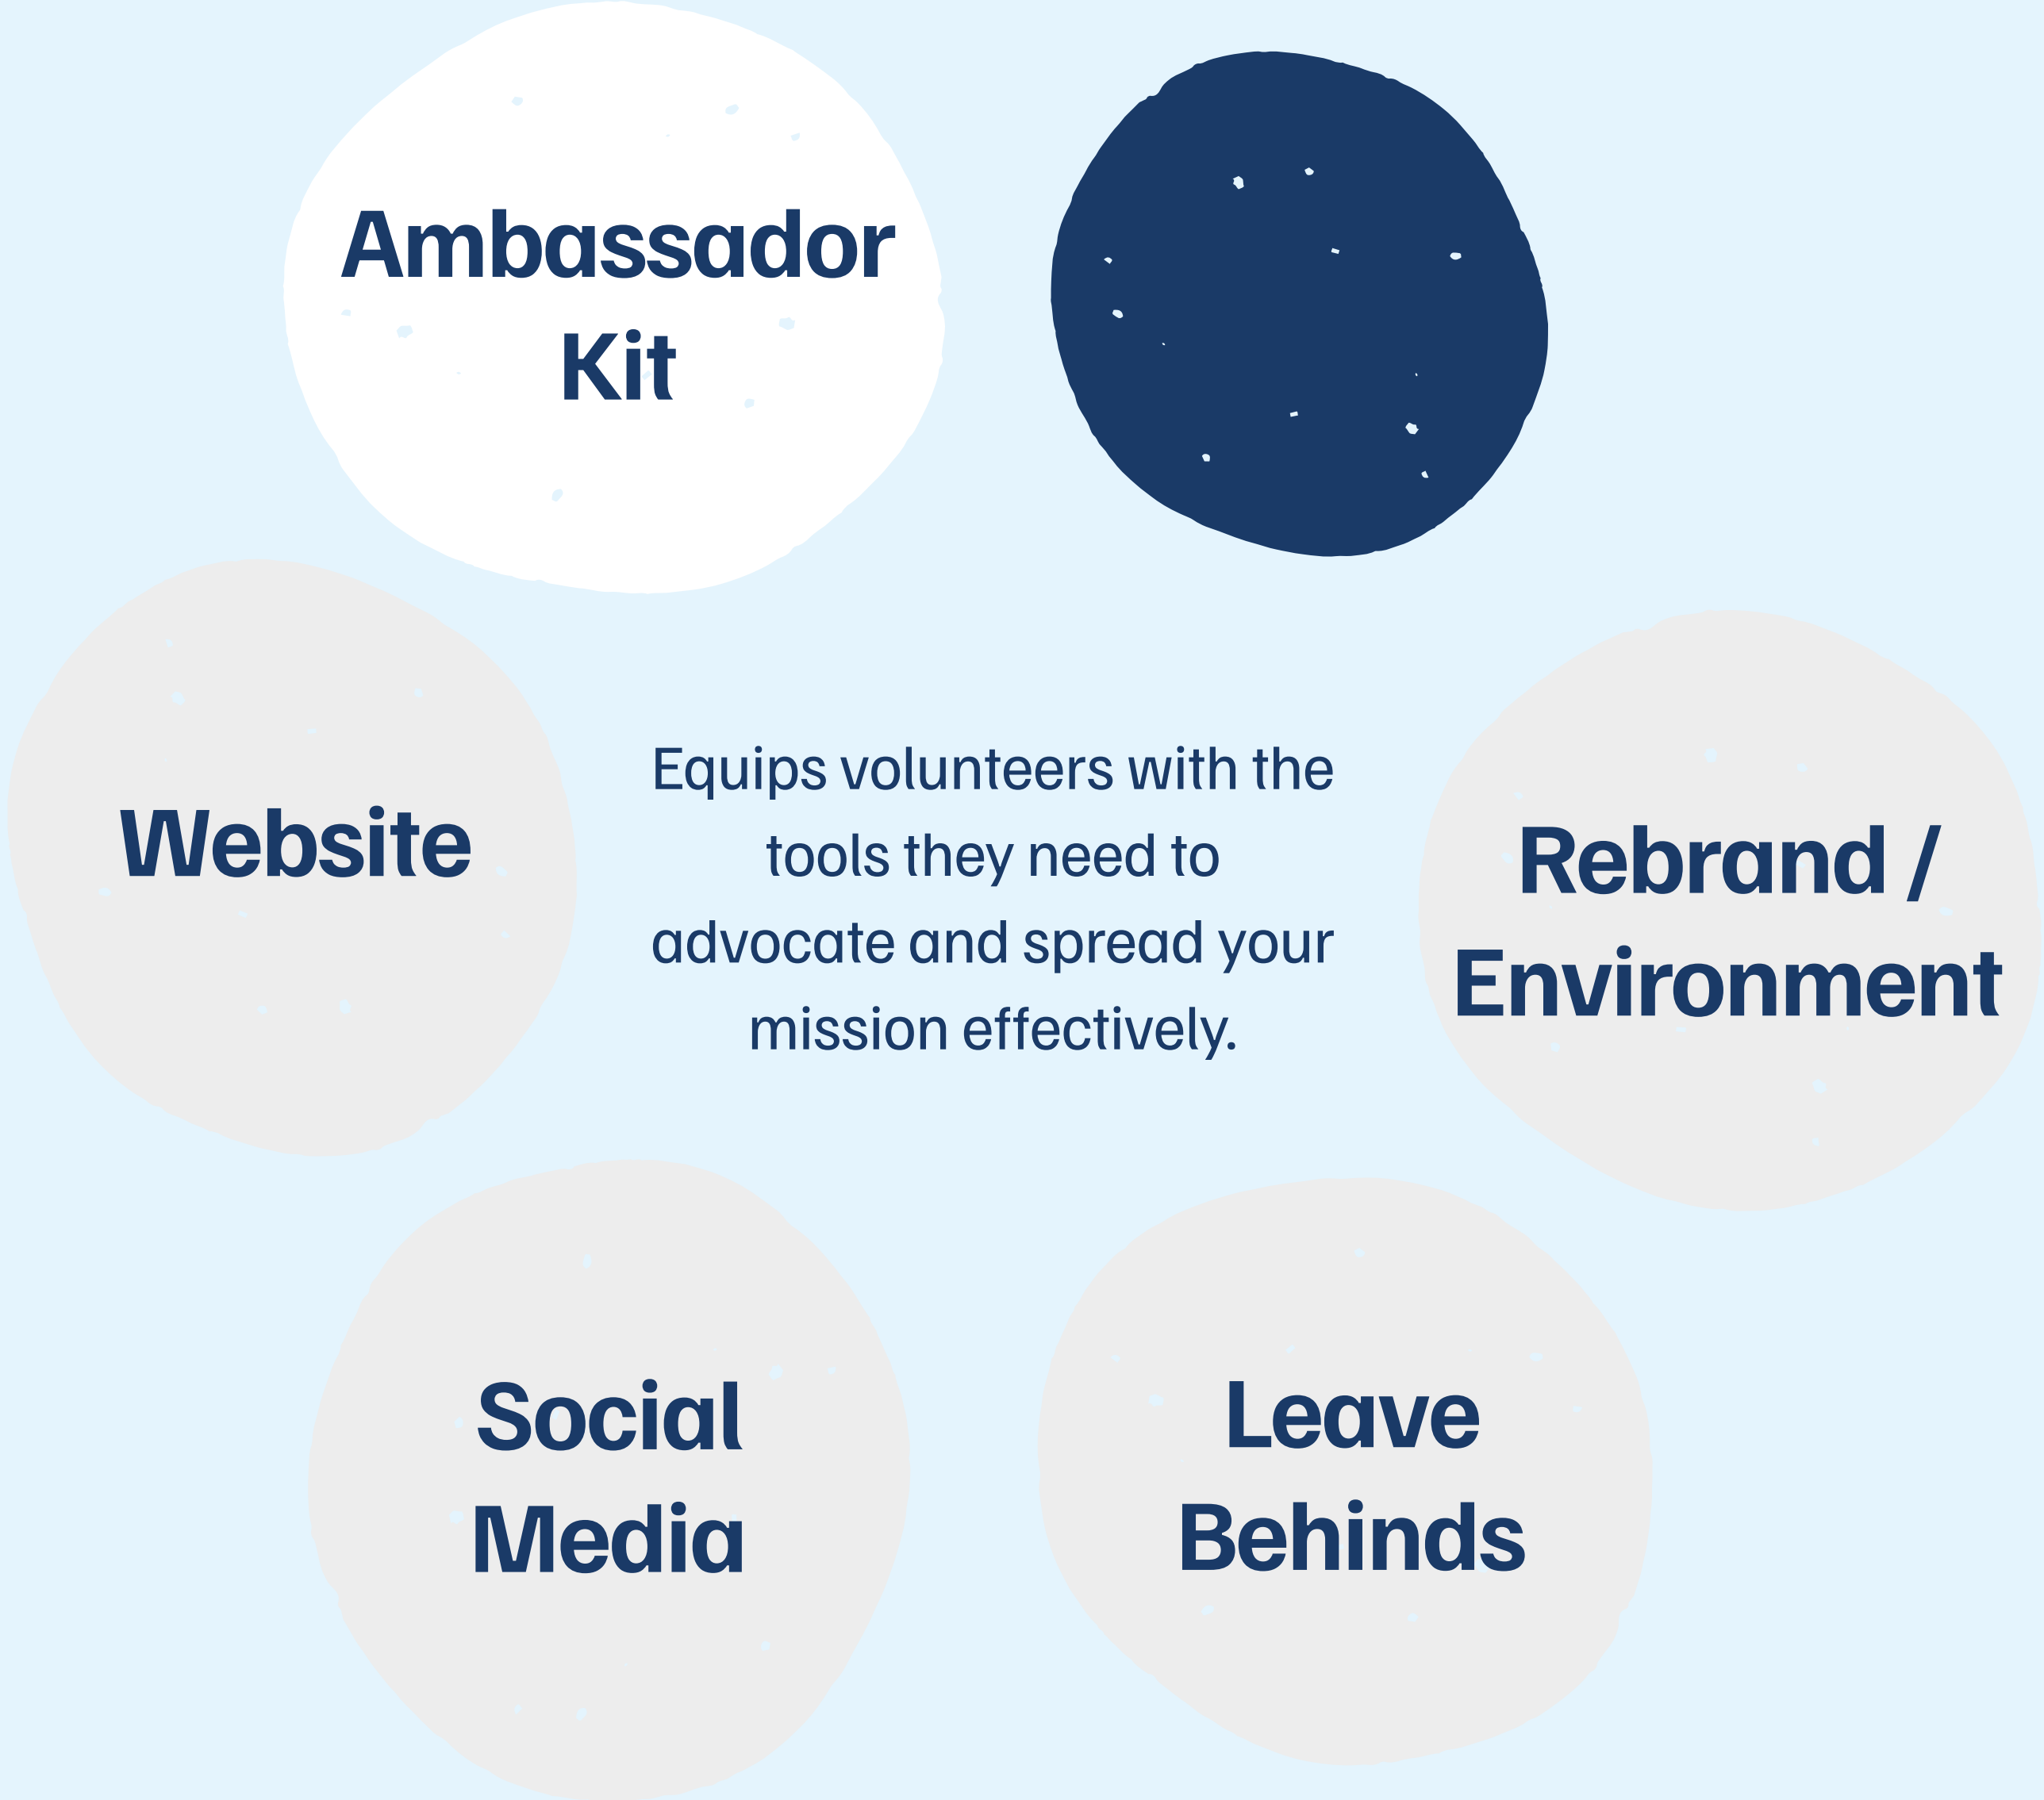 Ambassador
Kit
Website
Equips volunteers with the
tools they need to
advocate and spread your
mission effectively.
Rebrand /
Environment
Social
Media
Leave
Behinds